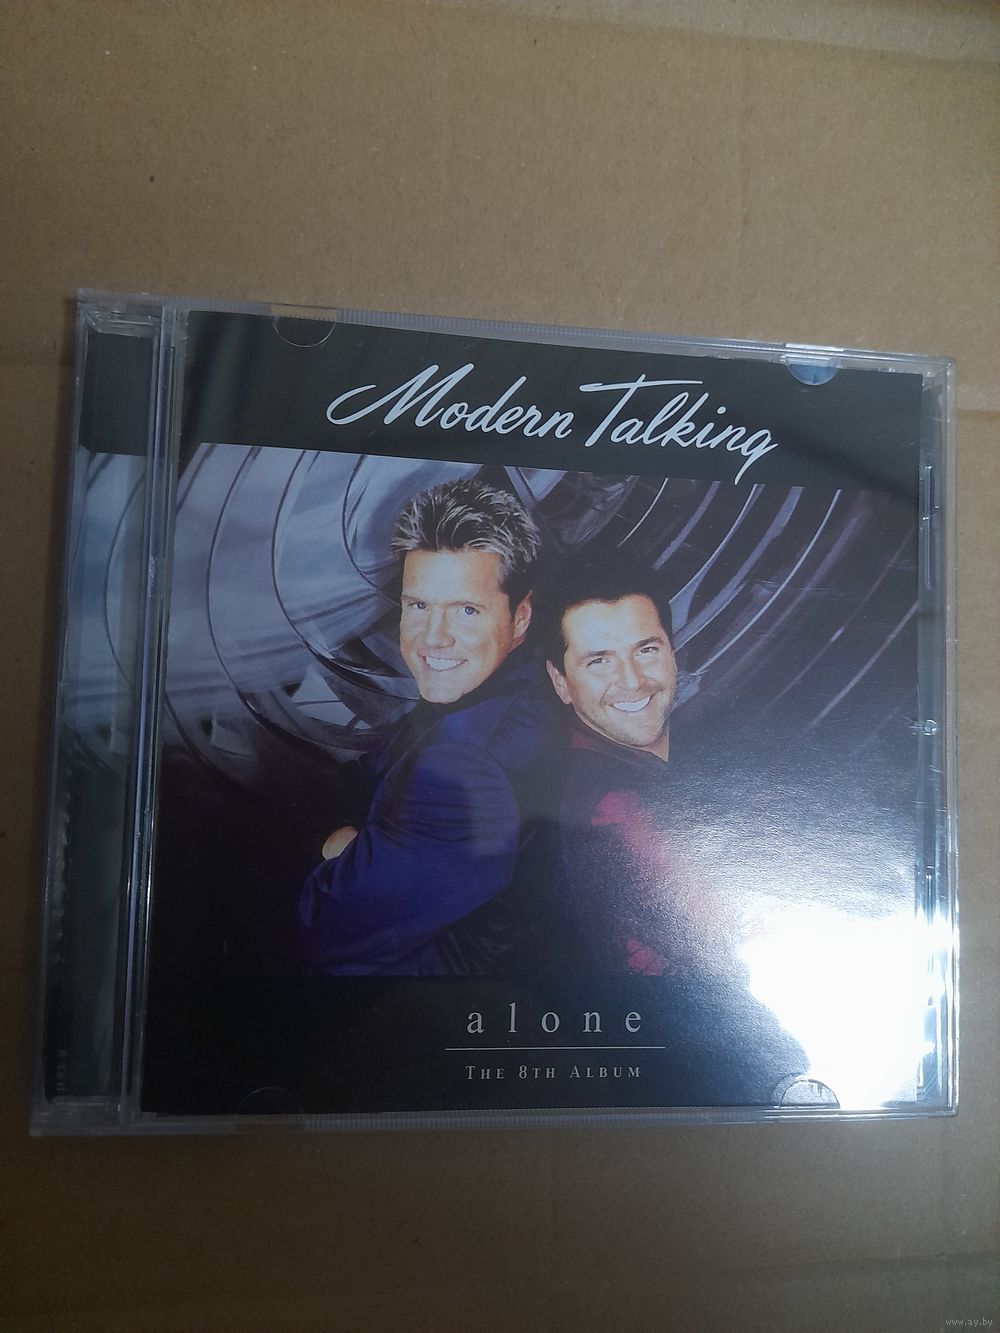 Modern Talking
alone
THE 8TH ALBUM
www.ay.by